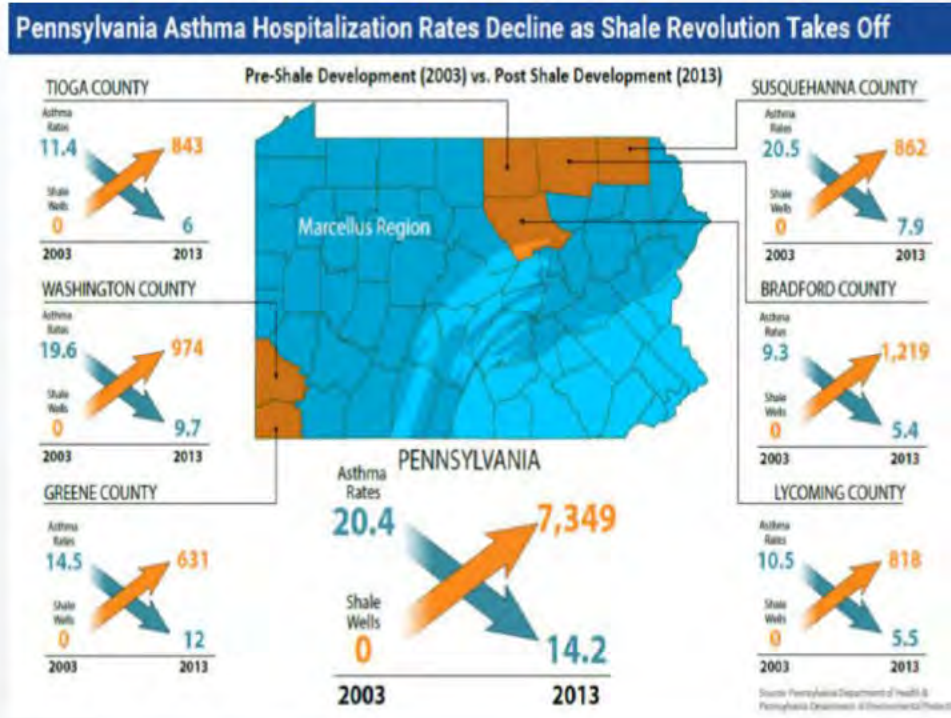 Pennsylvania Asthma Hospitalization Rates Decline as Shale Revolution Takes Off
Pre-Shale Development (2003) vs. Post Shale Development (2013)
TIOGA COUNTY
Asthma
Rates
11.4
843
Shale
Wells
0
6
2003 2013
WASHINGTON COUNTY
Asthma
Rates
19.6
974
Shale
Wells
0
9.7
2003 2013
GREENE COUNTY
Asthma
Rates
14.5
631
Shale
Wells
0
12
2003 2013
Marcellus Region
PENNSYLVANIA
Asthma
Rates
20.4
7,349
Shale
Wells
0
14.2
2003 2013
SUSQUEHANNA COUNTY
Asthma
Rates
20.5
862
Shale
Wells
0
7.9
2003 2013
BRADFORD COUNTY
Asthma
Rates
9.3
1,219
Shale
Wells
0
5.4
2003 2013
LYCOMING COUNTY
Asthma
Rates
10.5
818
Shale
Wells
0
5.5
2003 2013
Source: Pennsylvania Department of Health &
Pennsylvania Department of Environmental